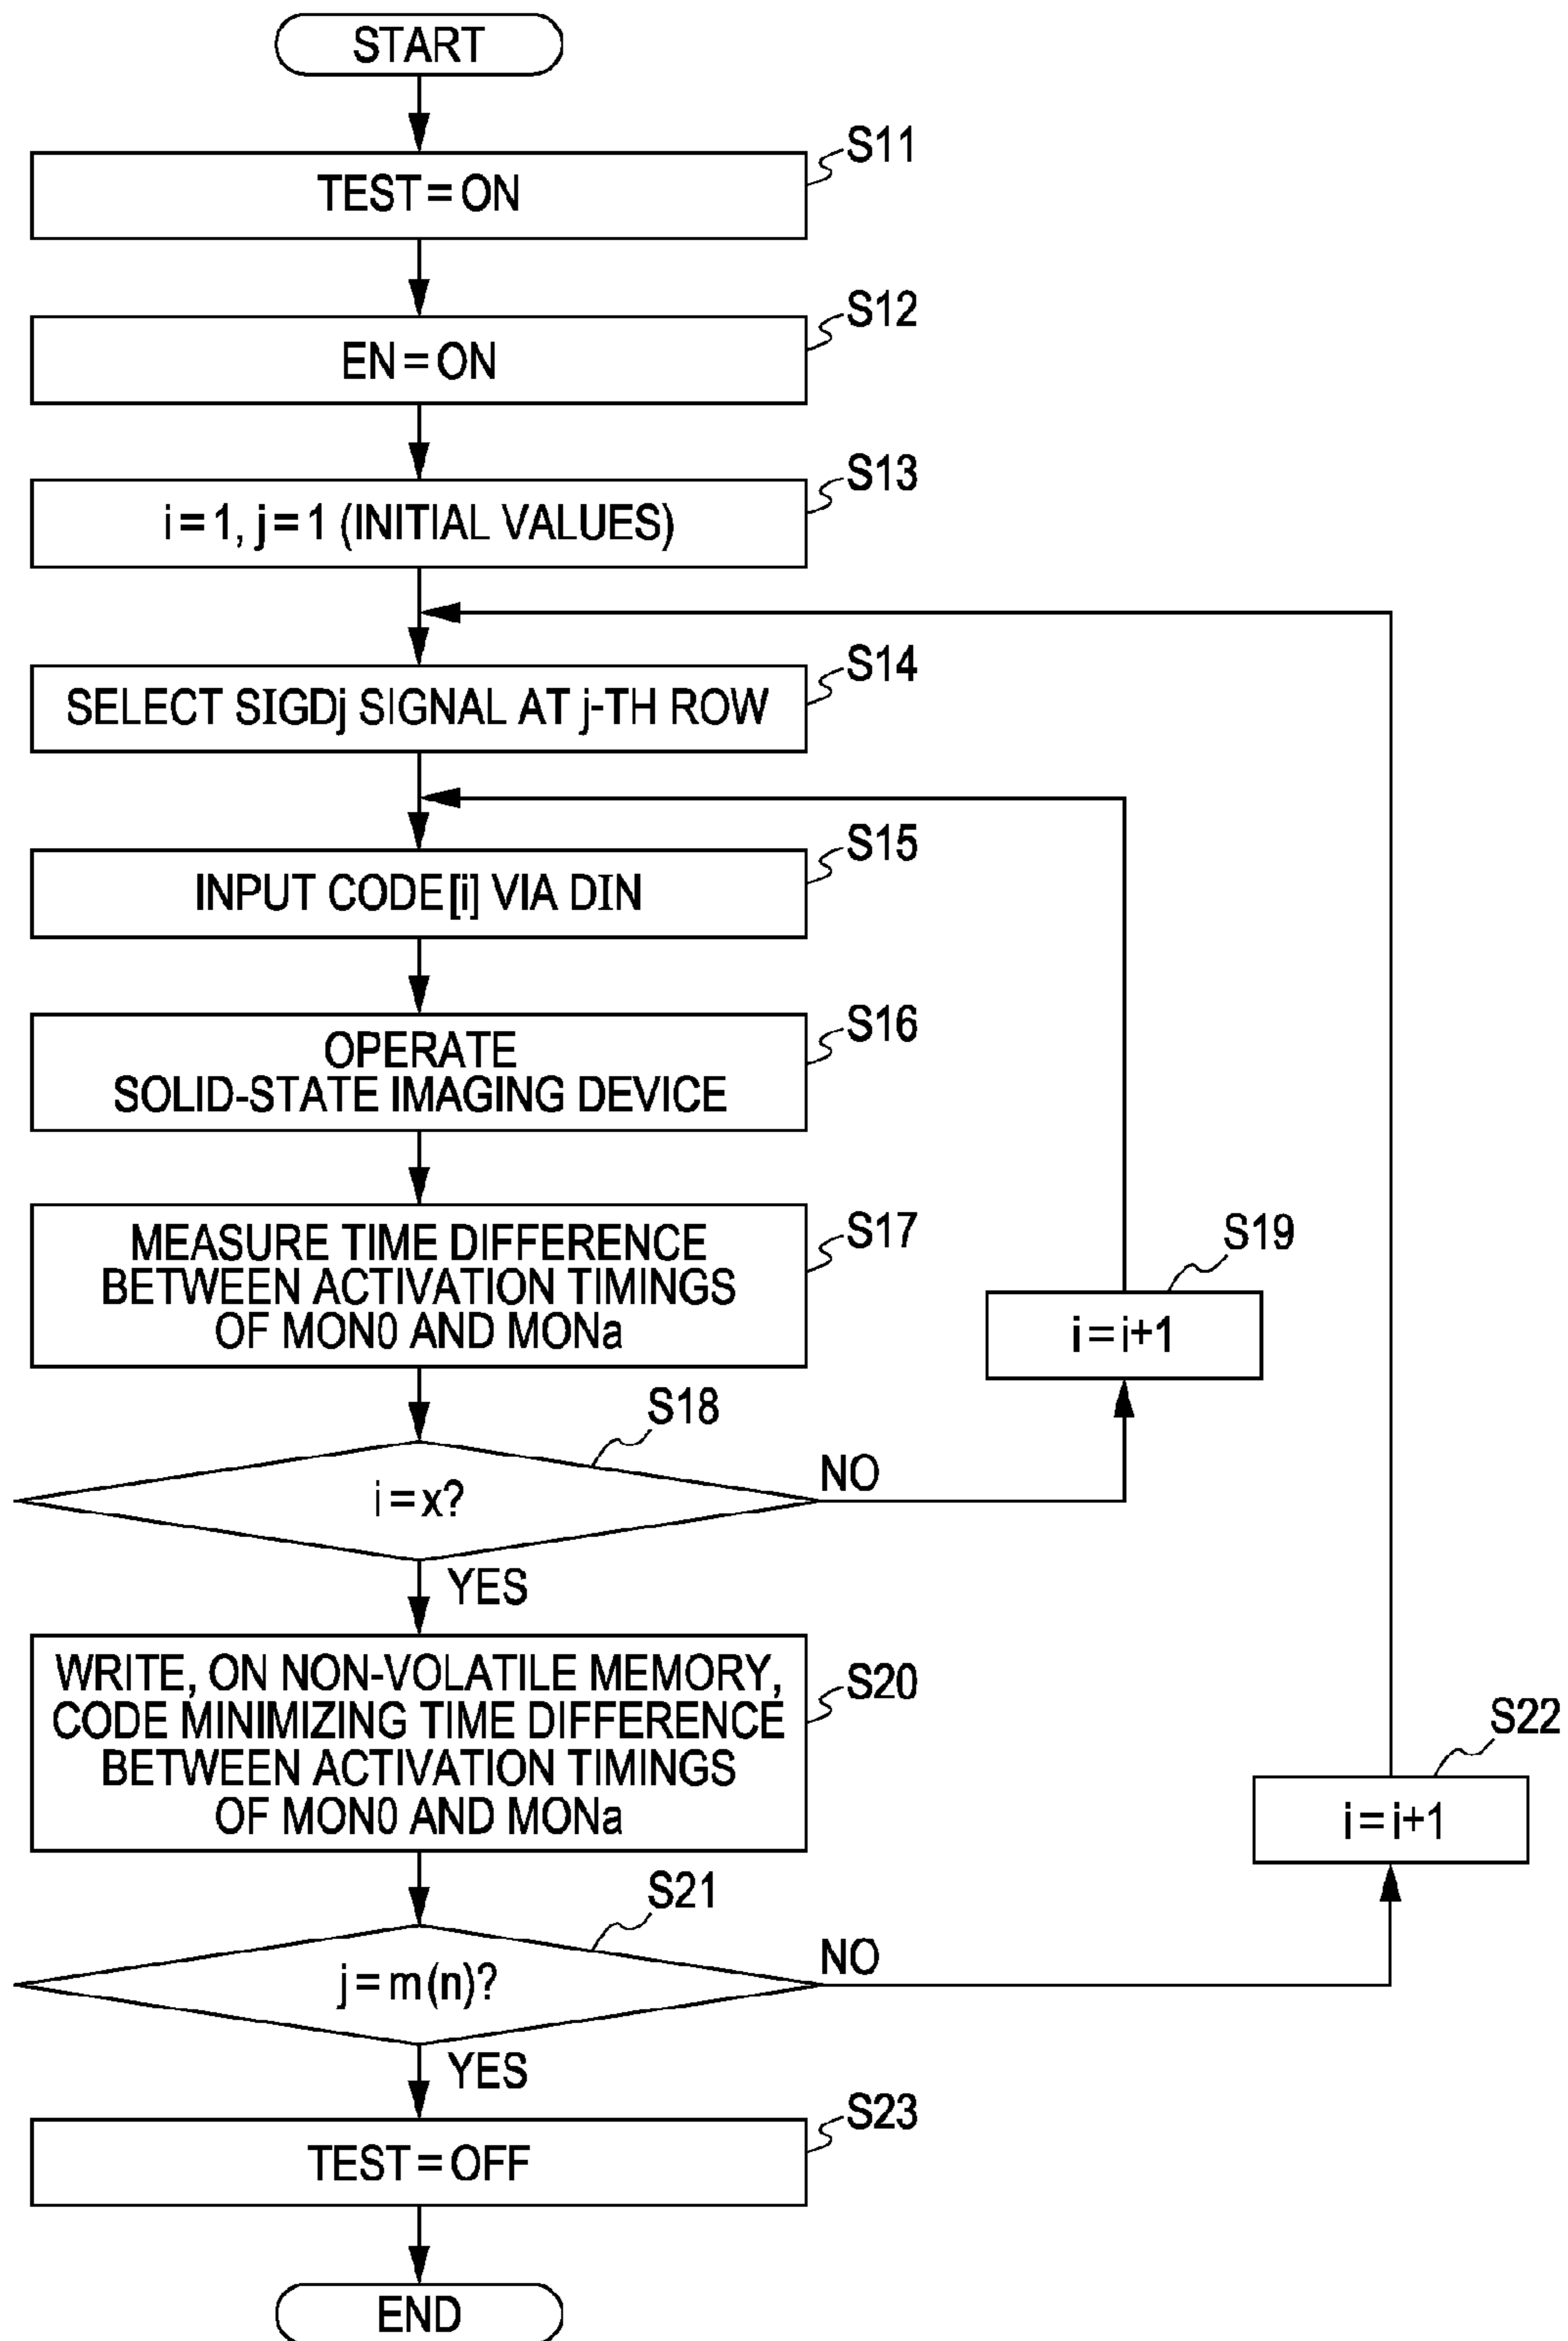 START
S11
TEST = ON
S12
EN = ON
S13
i = 1, j = 1 (INITIAL VALUES)
S14
SELECT SIGDj SIGNAL AT j-TH ROW
S15
INPUT CODE[i] VIA DIN
S16
OPERATE
SOLID-STATE IMAGING DEVICE
S17
MEASURE TIME DIFFERENCE
BETWEEN ACTIVATION TIMINGS
OF MON0 AND MONa
S19
i = i+1
S18
i = x?
NO
YES
S20
WRITE, ON NON-VOLATILE MEMORY,
CODE MINIMIZING TIME DIFFERENCE
BETWEEN ACTIVATION TIMINGS
OF MON0 AND MONa
S22
i = i+1
S21
j = m (n)?
NO
YES
S23
TEST = OFF
END